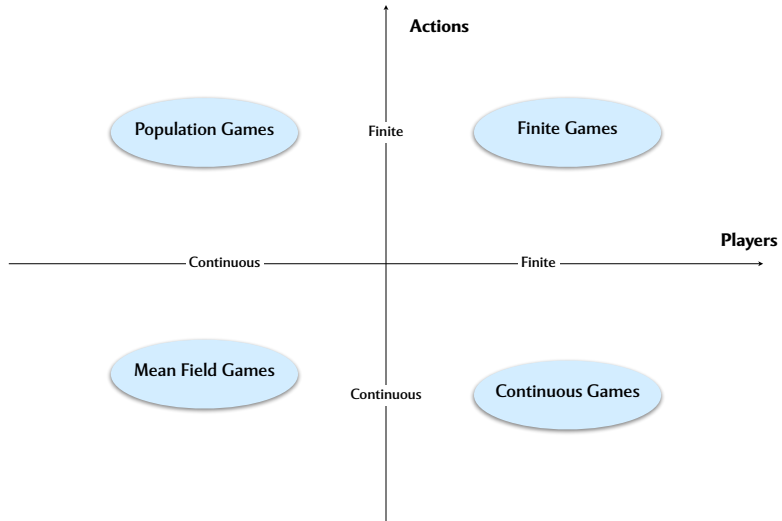 Actions
Population Games
Finite
Finite Games
Players
Continuous
Finite
Mean Field Games
Continuous
Continuous Games